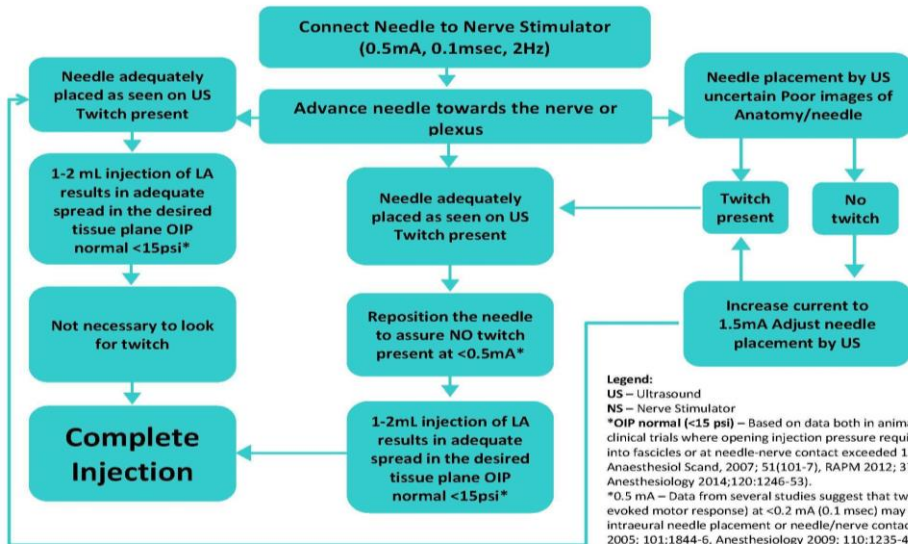 Connect Needle to Nerve Stimulator
(0.5mA, 0.1msec, 2Hz)
Needle adequately
placed as seen on US
Twitch present
Advance needle towards the nerve or
plexus
Needle placement by US
uncertain Poor images of
Anatomy/needle
1-2 mL injection of LA
results in adequate
spread in the desired
tissue plane OIP
normal <15psi*
Needle adequately
placed as seen on US
Twitch present
Twitch
present
No
twitch
Not necessary to look
for twitch
Reposition the needle
to assure NO twitch
present at <0.5mA*
Increase current to
1.5mA Adjust needle
placement by US
Complete
Injection
1-2mL injection of LA
results in adequate
spread in the desired
tissue plane OIP
normal <15psi*
Legend:
US – Ultrasound
NS – Nerve Stimulator
*OIP normal (<15 psi) – Based on data both in
clinical trials where opening injection pressure
into fascicles or at needle-nerve contact exceeded
Anaesthesiol Scand, 2007; 51(101-7), RAPM 2012;
Anesthesiology 2014;120:1246-53).
*0.5 mA – Data from several studies suggest that
evoked motor response) at <0.2 mA (0.1 msec) may
intraeural needle placement or needle/nerve
2005; 101:1844-6, Anesthesiology 2009; 110:1235-4